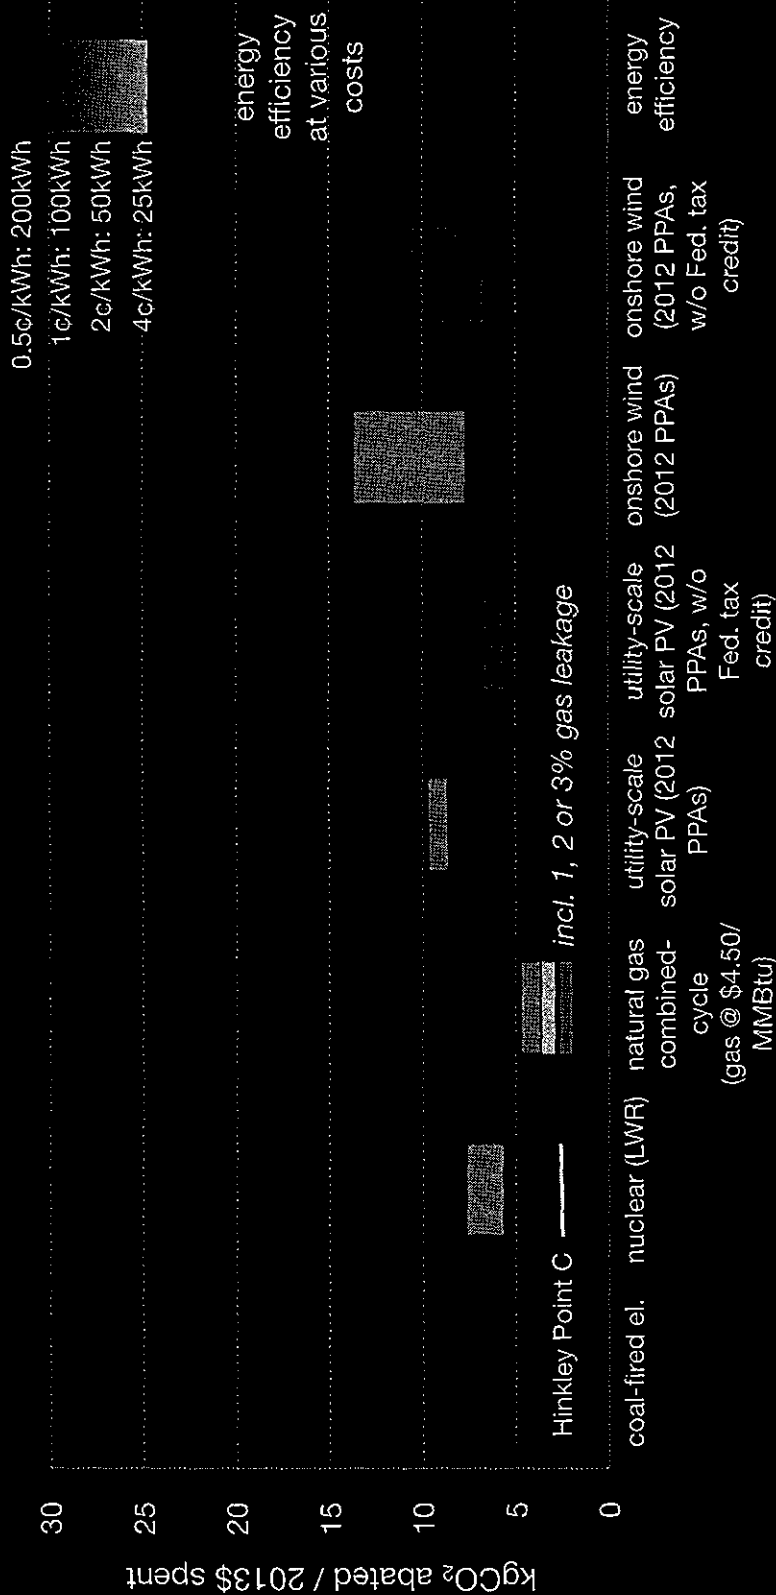 kgCO₂ abated / 2013$ spent
30
25
20
15
10
5
0
0.5¢/kWh: 200kWh
1¢/kWh: 100kWh
2¢/kWh: 50kWh
4¢/kWh: 25kWh
energy
efficiency
at various
costs
Hinkley Point C
incl. 1, 2 or 3% gas leakage
coal-fired el.
nuclear (LWR)
natural gas
combined-
cycle
(gas @ $4.50/
MMBtu)
utility-scale
solar PV (2012
PPAs)
utility-scale
solar PV (2012
PPAs, w/o
Fed. tax
credit)
onshore wind
(2012 PPAs)
onshore wind
(2012 PPAs,
w/o Fed. tax
credit)
energy
efficiency